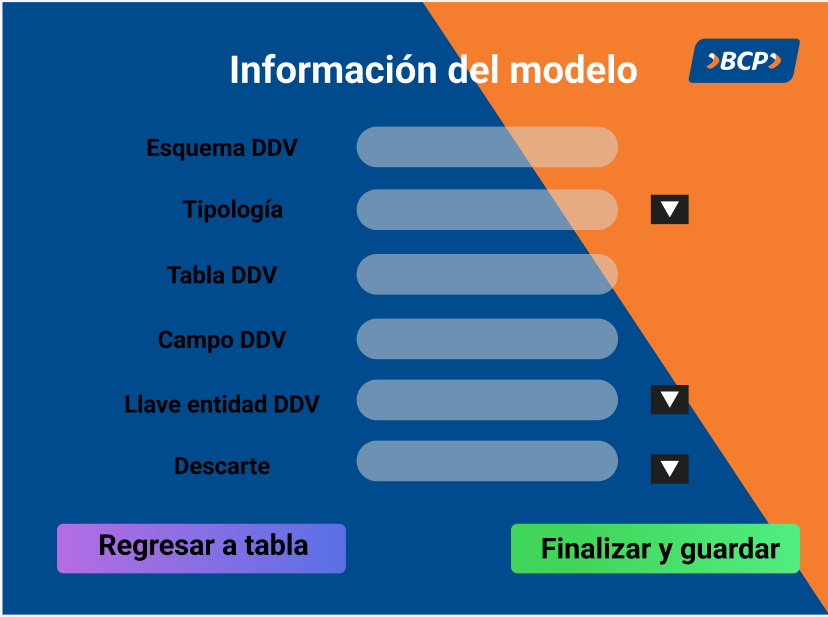 Información del modelo
BCP
Esquema DDV
Tipología
Tabla DDV
Campo DDV
Llave entidad DDV
Descarte
Regresar a tabla
Finalizar y guardar